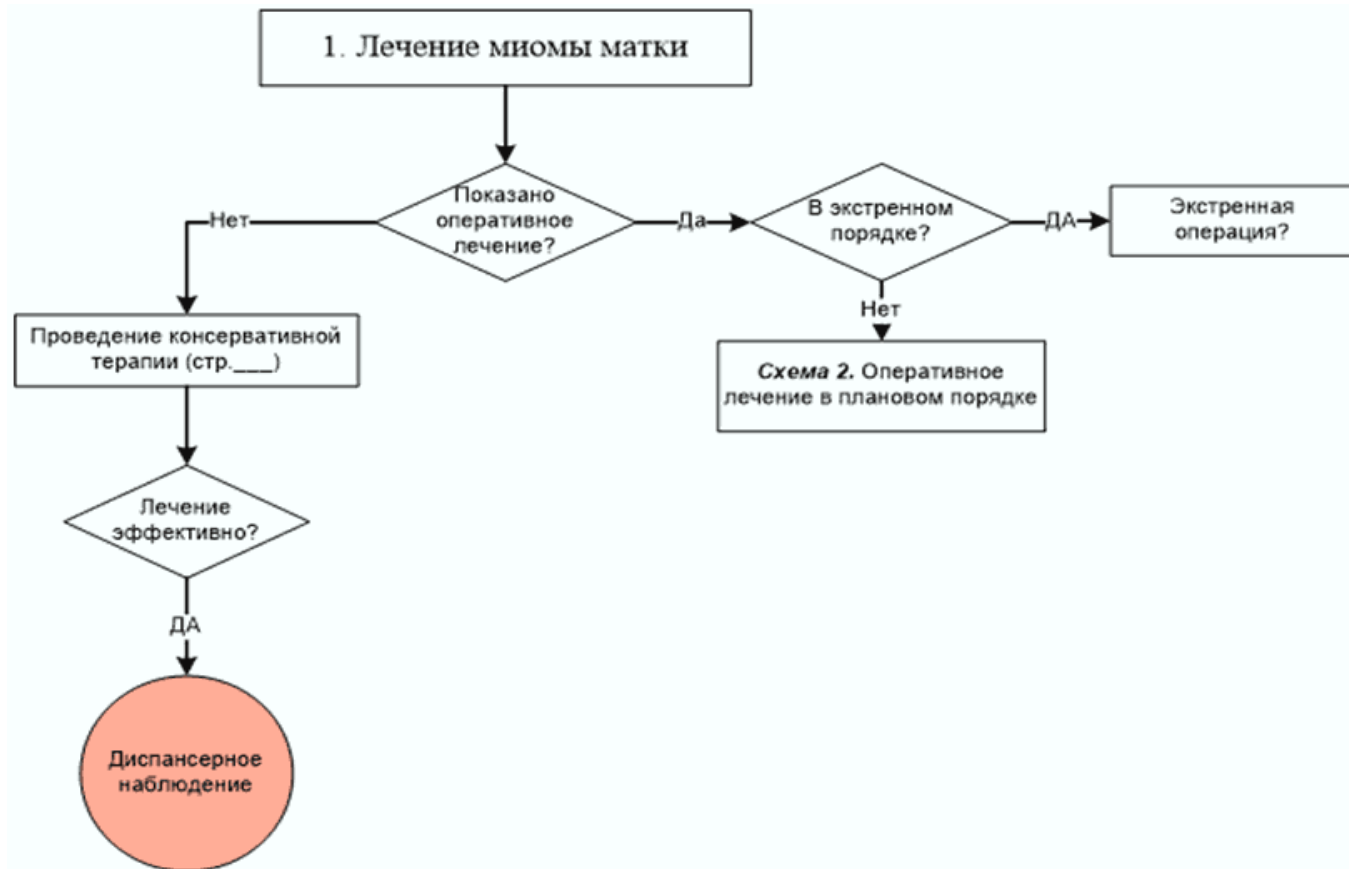 1. Лечение миомы матки
Показано
оперативное
лечение?
Нет
Да
В экстренном
порядке?
ДА
Экстренная
операция?
Нет
Проведение консервативной
терапии (стр.___)
Схема 2. Оперативное
лечение в плановом порядке
Лечение
эффективно?
ДА
Диспансерное
наблюдение